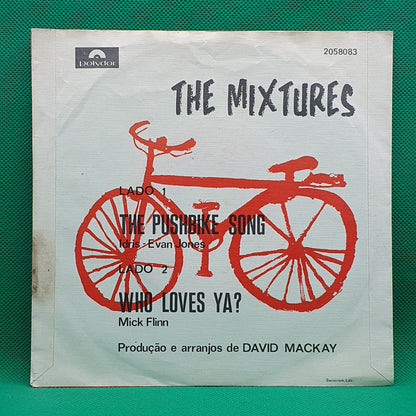 polydor
2058083
THE MIXTURES
LADO 1
THE PUSHBIKE SONG
Idris - Evan Jones
LADO 2
WHO LOVES YA?
Mick Flinn
Produção e arranjos de DAVID MACKAY